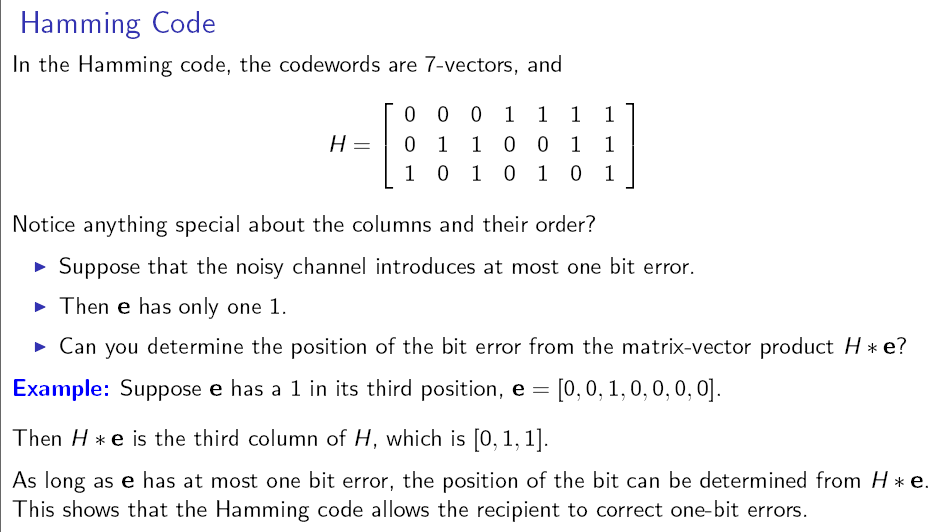 Hamming Code
In the Hamming code, the codewords are 7-vectors, and
H = [ 0 0 0 1 1 1 1
0 1 1 0 0 1 1
1 0 1 0 1 0 1 ]
Notice anything special about the columns and their order?
▶ Suppose that the noisy channel introduces at most one bit error.
▶ Then e has only one 1.
▶ Can you determine the position of the bit error from the matrix-vector product H ∗ e?
Example: Suppose e has a 1 in its third position, e = [0, 0, 1, 0, 0, 0, 0].
Then H ∗ e is the third column of H, which is [0, 1, 1].
As long as e has at most one bit error, the position of the bit can be determined from H ∗ e.
This shows that the Hamming code allows the recipient to correct one-bit errors.